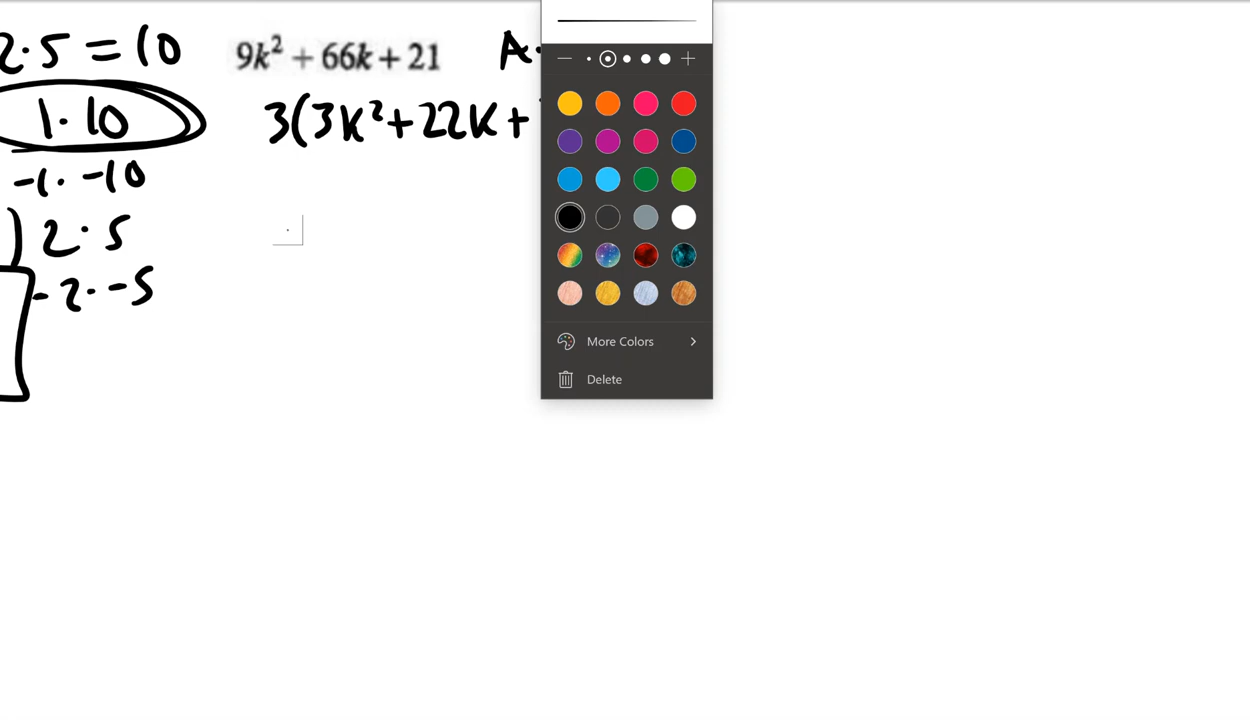 2·5=10
1·10
-1·-10
2·5
-2·-5
9k² + 66k + 21
3(3k²+22k+
A·
More Colors
Delete